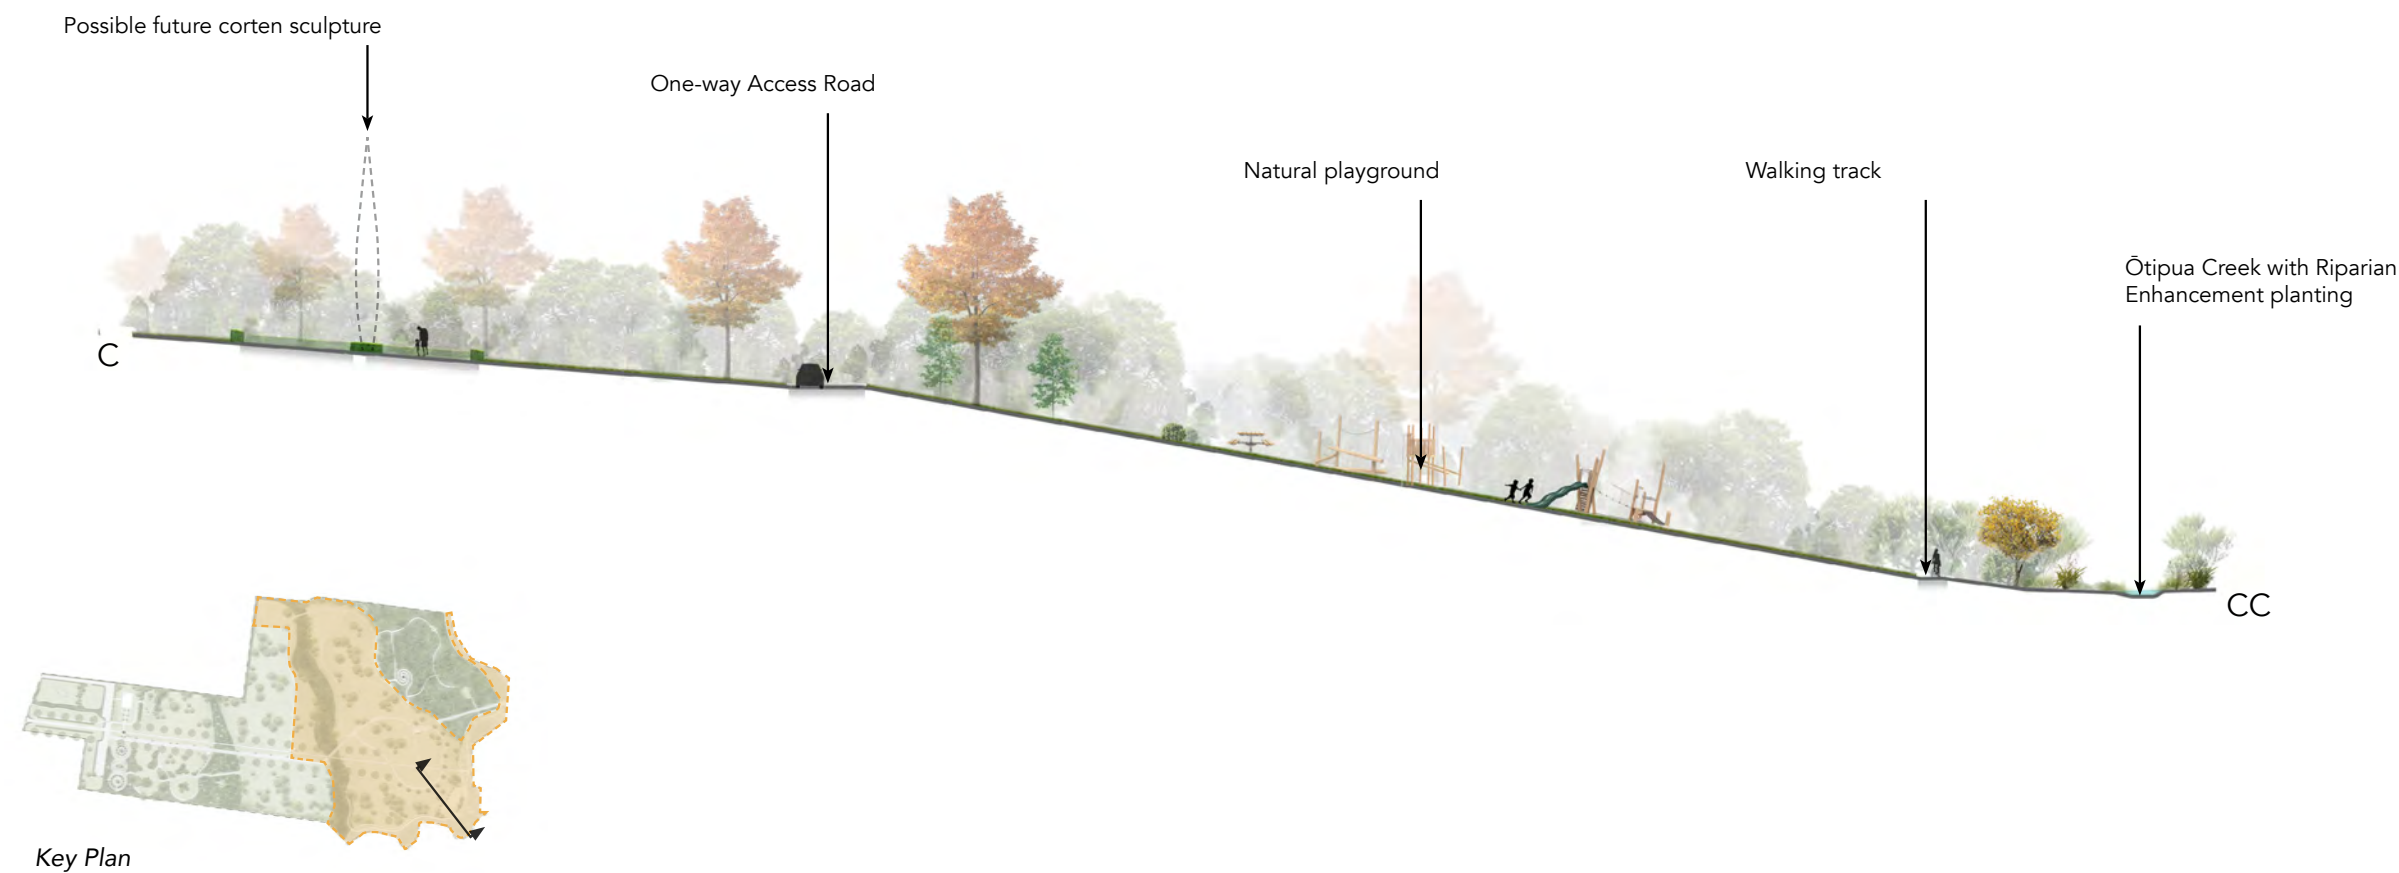 Possible future corten sculpture
One-way Access Road
Natural playground
Walking track
Ōtipua Creek with Riparian
Enhancement planting
C
CC
Key Plan